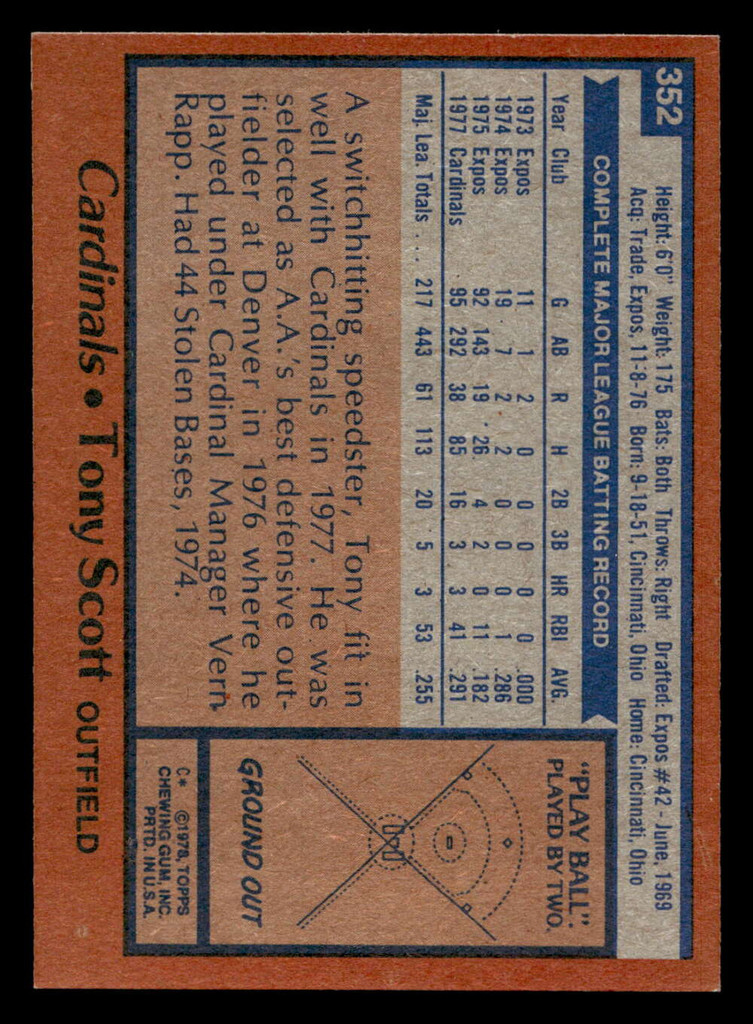 352
Height: 6'0" Weight: 175 Bats: Both Throws: Right Drafted: Expos #42 - June, 1969
Acq: Trade, Expos, 11-8-76 Born: 9-18-51, Cincinnati, Ohio Home: Cincinnati, Ohio
COMPLETE MAJOR LEAGUE BATTING RECORD
Year Club G AB R H 2B 3B HR RBI AVG.
1973 Expos 11 1 2 0 0 0 0 0 .000
1974 Expos 19 7 2 2 0 0 0 1 .286
1975 Expos 92 143 19 26 4 2 0 11 .182
1977 Cardinals 95 292 38 85 16 3 3 41 .291
Maj. Lea. Totals . . . 217 443 61 113 20 5 3 53 .255
A switchhitting speedster, Tony fit in
well with Cardinals in 1977. He was
selected as A.A.'s best defensive out-
fielder at Denver in 1976 where he
played under Cardinal Manager Vern
Rapp. Had 44 Stolen Bases, 1974.
"PLAY BALL".
PLAYED BY TWO.
GROUND OUT
C* ©1978, TOPPS
CHEWING GUM, INC.
PRTD. IN U.S.A.
Cardinals • Tony Scott OUTFIELD